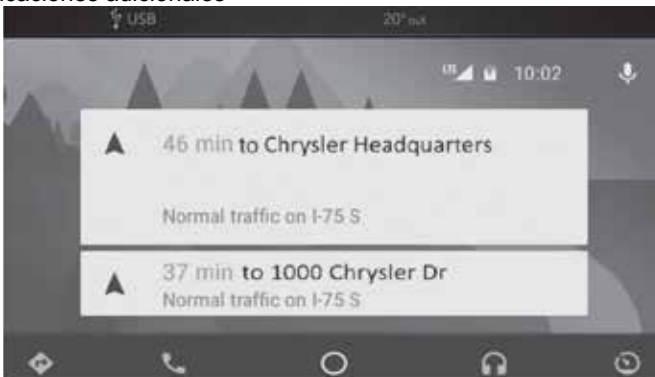 USB 20° out
LTE 10:02
46 min to Chrysler Headquarters
Normal traffic on I-75 S
37 min to 1000 Chrysler Dr
Normal traffic on I-75 S